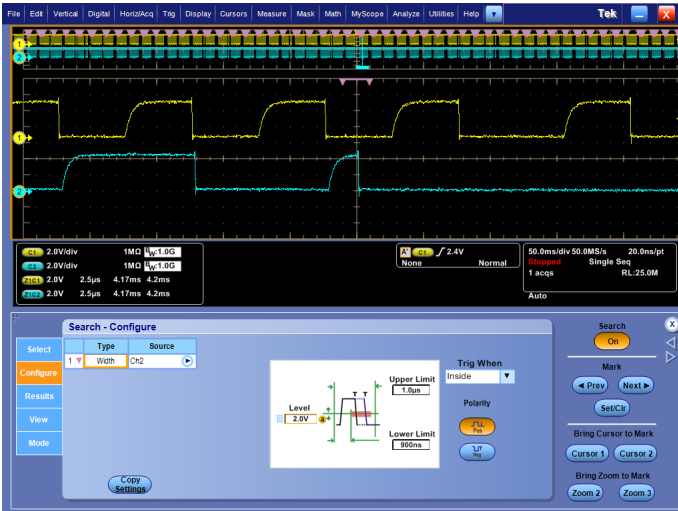 File Edit Vertical Digital Horiz/Acq Trig Display Cursors Measure Mask Math MyScope Analyze Utilities Help Tek X
1
2
1
2
C1 2.0V/div 1MΩ BW:1.0G
C2 2.0V/div 1MΩ BW:1.0G
Z1C1 2.0V 2.5µs 4.17ms 4.2ms
Z1C2 2.0V 2.5µs 4.17ms 4.2ms
A' C1 2.4V
None Normal
50.0ms/div 50.0MS/s 20.0ns/pt
Stopped Single Seq
1 acqs RL:25.0M
Auto
Search - Configure
Select
Configure
Results
View
Mode
Type Source
1 Width Ch2
Copy
Settings
Level
2.0V
a
T T
Upper Limit
1.0µs
Lower Limit
900ns
Trig When
Inside
Polarity
Pos
Neg
Search
On
X
Mark
Prev Next
Set/Clr
Bring Cursor to Mark
Cursor 1 Cursor 2
Bring Zoom to Mark
Zoom 2 Zoom 3